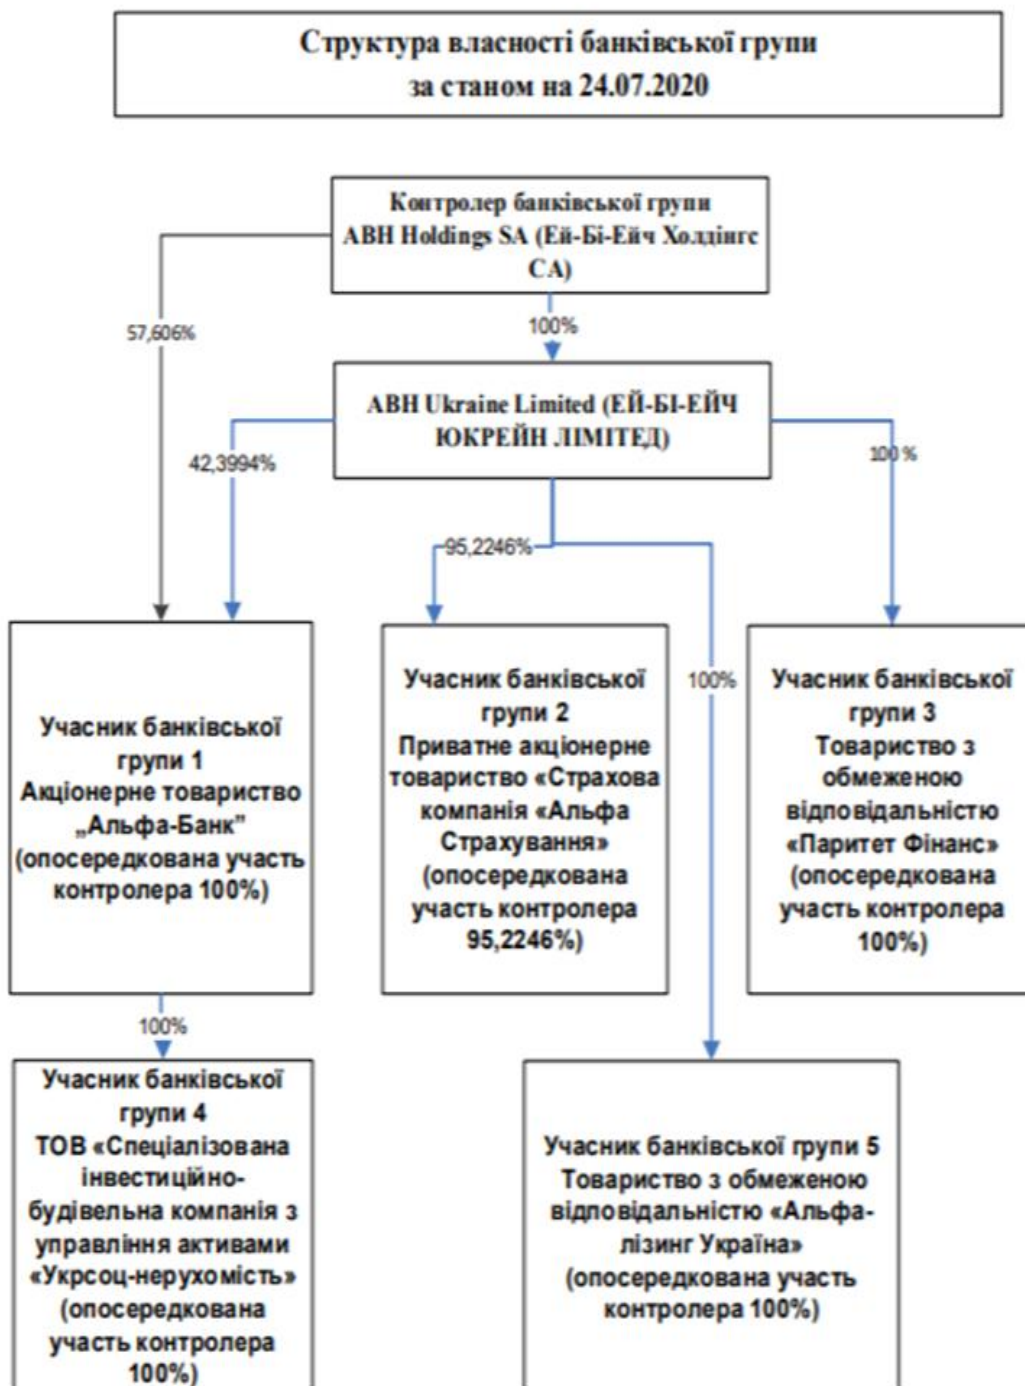 Структура власності банківської групи
за станом на 24.07.2020
Контролер банківської групи
ABH Holdings SA (Ей-Бі-Ейч Холдінгс
СА)
57,606%
100%
ABH Ukraine Limited (ЕЙ-БІ-ЕЙЧ
ЮКРЕЙН ЛІМІТЕД)
42,3994%
100 %
95,2246%
100%
Учасник банківської
групи 1
Акціонерне товариство
„Альфа-Банк”
(опосередкована участь
контролера 100%)
Учасник банківської
групи 2
Приватне акціонерне
товариство «Страхова
компанія «Альфа
Страхування»
(опосередкована
участь контролера
95,2246%)
Учасник банківської
групи 3
Товариство з
обмеженою
відповідальністю
«Паритет Фінанс»
(опосередкована
участь контролера
100%)
100%
Учасник банківської
групи 4
ТОВ «Спеціалізована
інвестиційно-
будівельна компанія з
управління активами
«Укрсоц-нерухомість»
(опосередкована
участь контролера
100%)
Учасник банківської групи 5
Товариство з обмеженою
відповідальністю «Альфа-
лізинг Україна»
(опосередкована участь
контролера 100%)